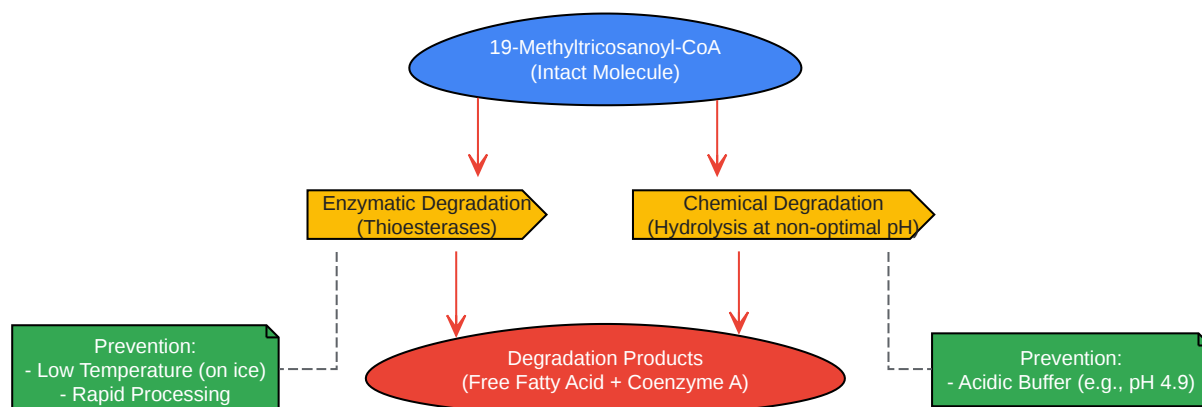 19-Methyltricosanoyl-CoA
(Intact Molecule)
Enzymatic Degradation
(Thioesterases)
Chemical Degradation
(Hydrolysis at non-optimal pH)
Prevention:
- Low Temperature (on ice)
- Rapid Processing
Degradation Products
(Free Fatty Acid + Coenzyme A)
Prevention:
- Acidic Buffer (e.g., pH 4.9)